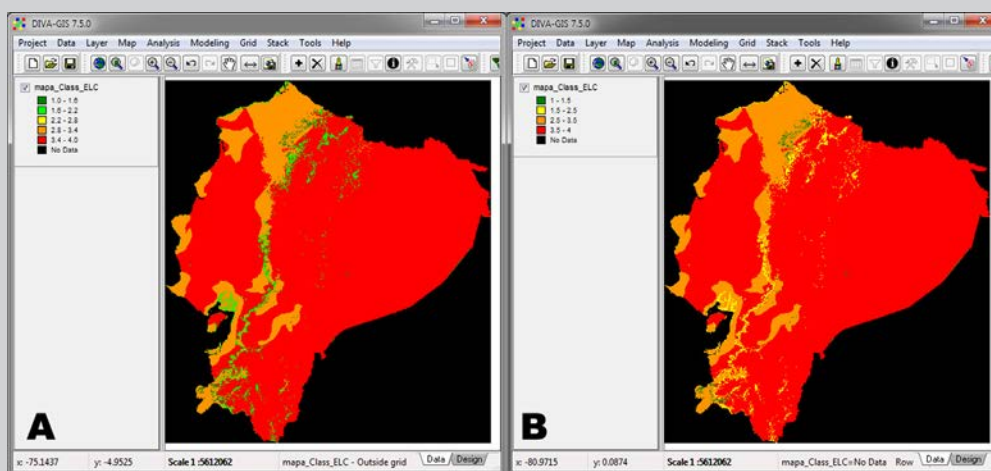 DIVA-GIS 7.5.0
Project Data Layer Map Analysis Modeling Grid Stack Tools Help
mapa_Class_ELC
1.0 - 1.6
1.6 - 2.2
2.2 - 2.8
2.8 - 3.4
3.4 - 4.0
No Data
A
x: -75.1437 y: -4.9525 Scale 1 :5612062 mapa_Class_ELC - Outside grid Data Design
DIVA-GIS 7.5.0
Project Data Layer Map Analysis Modeling Grid Stack Tools Help
mapa_Class_ELC
1 - 1.5
1.5 - 2.5
2.5 - 3.5
3.5 - 4
No Data
B
x: -80.9715 y: 0.0874 Scale 1 :5612062 mapa_Class_ELC=No Data Row Data Design